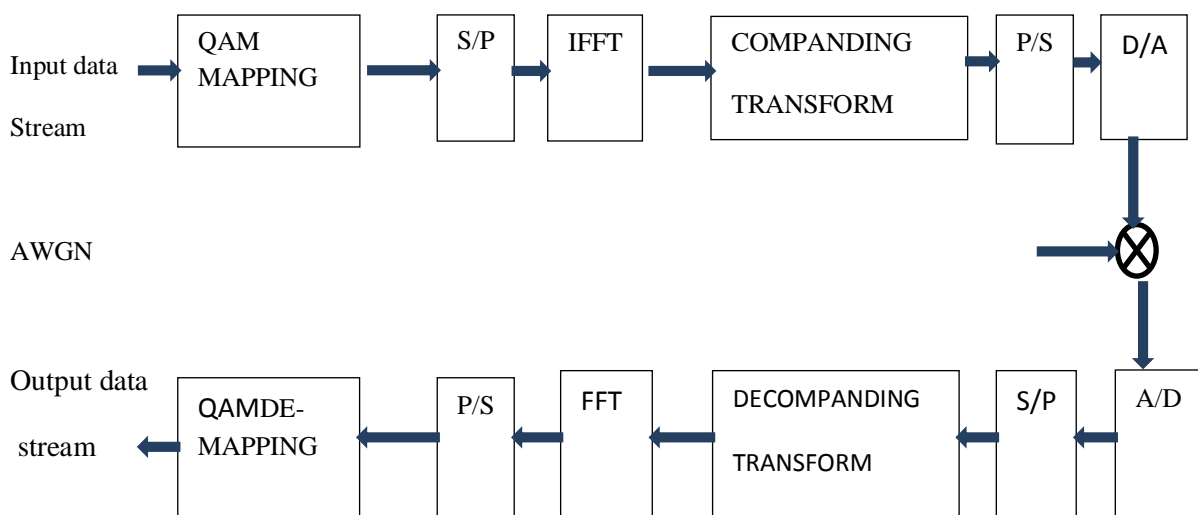 Input data
Stream
QAM
MAPPING
S/P
IFFT
COMPANDING
TRANSFORM
P/S
D/A
AWGN
Output data
stream
QAMDE-
MAPPING
P/S
FFT
DECOMPANDING
TRANSFORM
S/P
A/D